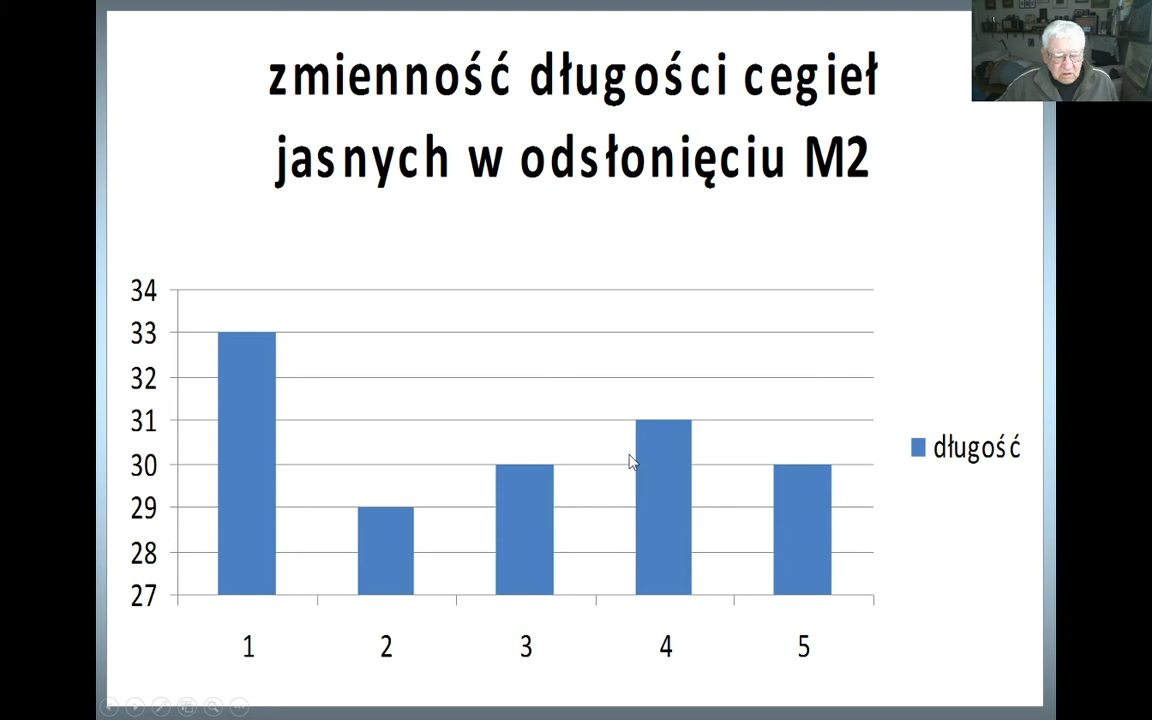 zmienność długości cegieł
jasnych w odsłonięciu M2
34
33
32
31
30
29
28
27
1 2 3 4 5
długość